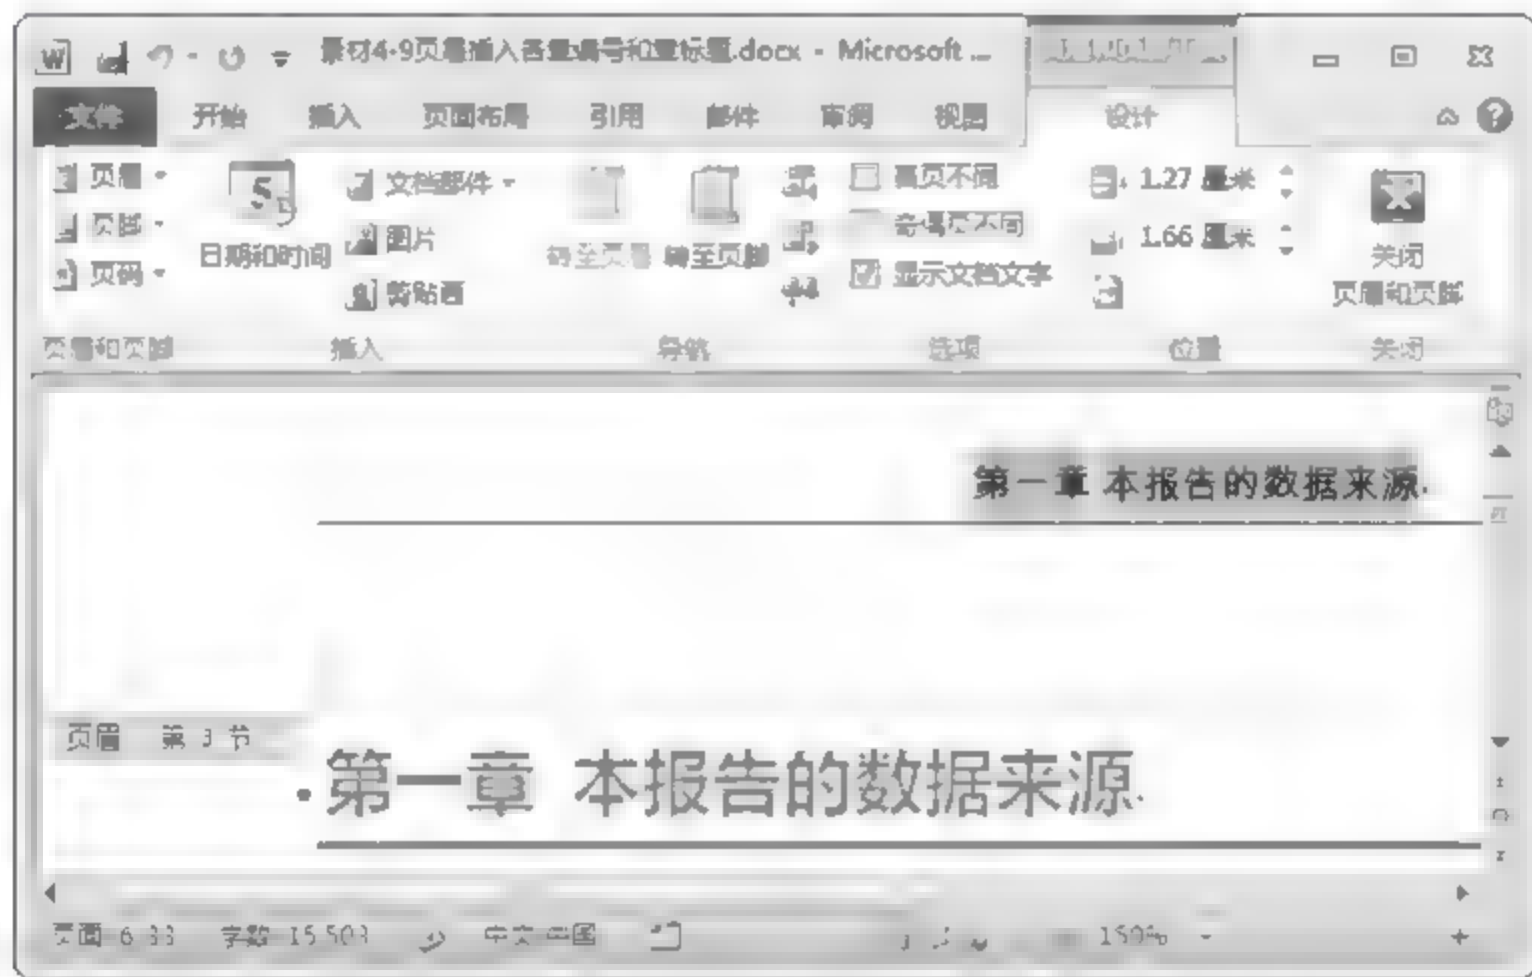 素材4-9页眉插入含章编号和章标题.docx - Microsoft ...
文件 开始 插入 页面布局 引用 邮件 审阅 视图 设计
页眉 文档部件 首页不同 1.27 厘米
页脚 图片 奇偶页不同 1.66 厘米
日期和时间 转至页眉 转至页脚 关闭
页码 剪贴画 显示文档文字 页眉和页脚
页眉和页脚 插入 导航 选项 位置 关闭
第一章 本报告的数据来源
页眉 第 3 节
第一章 本报告的数据来源
页面 字数 中文 中国